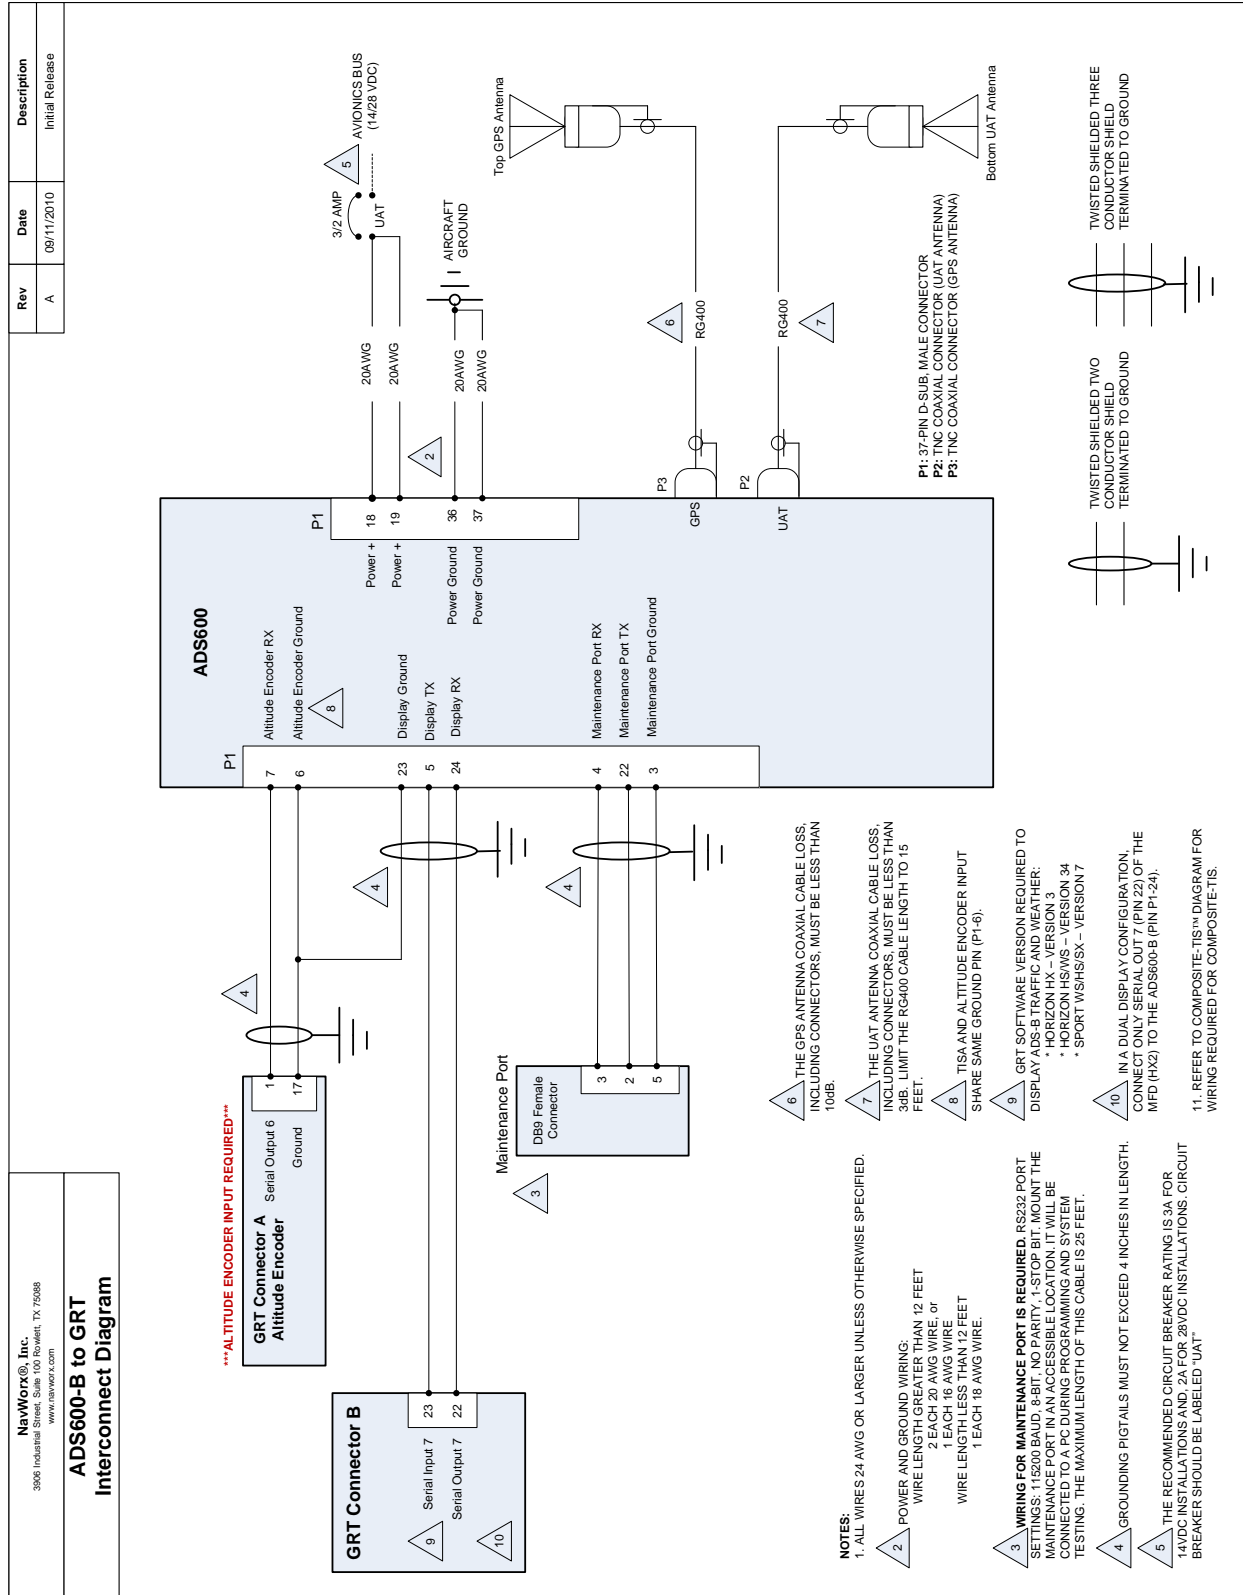 NavWorx®, Inc.
3906 Industrial Street, Suite 100 Rowlett, TX 75088
www.navworx.com
ADS600-B to GRT
Interconnect Diagram
Rev
Date
Description
A
09/11/2010
Initial Release
***ALTITUDE ENCODER INPUT REQUIRED***
GRT Connector A
Altitude Encoder
Serial Output 6
1
Ground
17
4
GRT Connector B
9
Serial Input 7
23
10
Serial Output 7
22
4
Maintenance Port
3
DB9 Female
Connector
3
2
5
4
ADS600
P1
7
Altitude Encoder RX
6
Altitude Encoder Ground
8
23
Display Ground
5
Display TX
24
Display RX
4
Maintenance Port RX
22
Maintenance Port TX
3
Maintenance Port Ground
P1
Power +
18
Power +
19
Power Ground
36
Power Ground
37
2
20AWG
20AWG
20AWG
20AWG
3/2 AMP
UAT
5
AVIONICS BUS
(14/28 VDC)
AIRCRAFT
GROUND
GPS
P3
6
RG400
Top GPS Antenna
UAT
P2
RG400
7
Bottom UAT Antenna
P1: 37-PIN D-SUB, MALE CONNECTOR
P2: TNC COAXIAL CONNECTOR (UAT ANTENNA)
P3: TNC COAXIAL CONNECTOR (GPS ANTENNA)
NOTES:
1. ALL WIRES 24 AWG OR LARGER UNLESS OTHERWISE SPECIFIED.
2 POWER AND GROUND WIRING:
WIRE LENGTH GREATER THAN 12 FEET
2 EACH 20 AWG WIRE, or
1 EACH 16 AWG WIRE
WIRE LENGTH LESS THAN 12 FEET
1 EACH 18 AWG WIRE.
3 WIRING FOR MAINTENANCE PORT IS REQUIRED. RS232 PORT
SETTINGS: 115200 BAUD, 8-BIT, NO PARITY, 1-STOP BIT. MOUNT THE
MAINTENANCE PORT IN AN ACCESSIBLE LOCATION. IT WILL BE
CONNECTED TO A PC DURING PROGRAMMING AND SYSTEM
TESTING. THE MAXIMUM LENGTH OF THIS CABLE IS 25 FEET.
4 GROUNDING PIGTAILS MUST NOT EXCEED 4 INCHES IN LENGTH.
5 THE RECOMMENDED CIRCUIT BREAKER RATING IS 3A FOR
14VDC INSTALLATIONS AND, 2A FOR 28VDC INSTALLATIONS. CIRCUIT
BREAKER SHOULD BE LABELED "UAT"
6 THE GPS ANTENNA COAXIAL CABLE LOSS,
INCLUDING CONNECTORS, MUST BE LESS THAN
10dB.
7 THE UAT ANTENNA COAXIAL CABLE LOSS,
INCLUDING CONNECTORS, MUST BE LESS THAN
3dB. LIMIT THE RG400 CABLE LENGTH TO 15
FEET.
8 TISA AND ALTITUDE ENCODER INPUT
SHARE SAME GROUND PIN (P1-6).
9 GRT SOFTWARE VERSION REQUIRED TO
DISPLAY ADS-B TRAFFIC AND WEATHER:
* HORIZON HX – VERSION 3
* HORIZON HS/WS – VERSION 34
* SPORT WS/HS/SX – VERSION 7
10 IN A DUAL DISPLAY CONFIGURATION,
CONNECT ONLY SERIAL OUT 7 (PIN 22) OF THE
MFD (HX2) TO THE ADS600-B (PIN P1-24).
11. REFER TO COMPOSITE-TIS™ DIAGRAM FOR
WIRING REQUIRED FOR COMPOSITE-TIS.
TWISTED SHIELDED TWO
CONDUCTOR SHIELD
TERMINATED TO GROUND
TWISTED SHIELDED THREE
CONDUCTOR SHIELD
TERMINATED TO GROUND